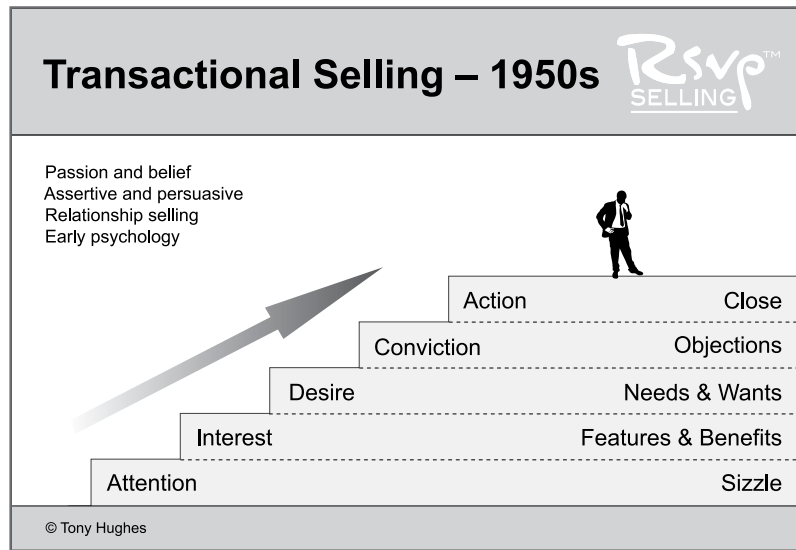 Transactional Selling – 1950s
Rsvp™
SELLING
Passion and belief
Assertive and persuasive
Relationship selling
Early psychology
Action Close
Conviction Objections
Desire Needs & Wants
Interest Features & Benefits
Attention Sizzle
© Tony Hughes